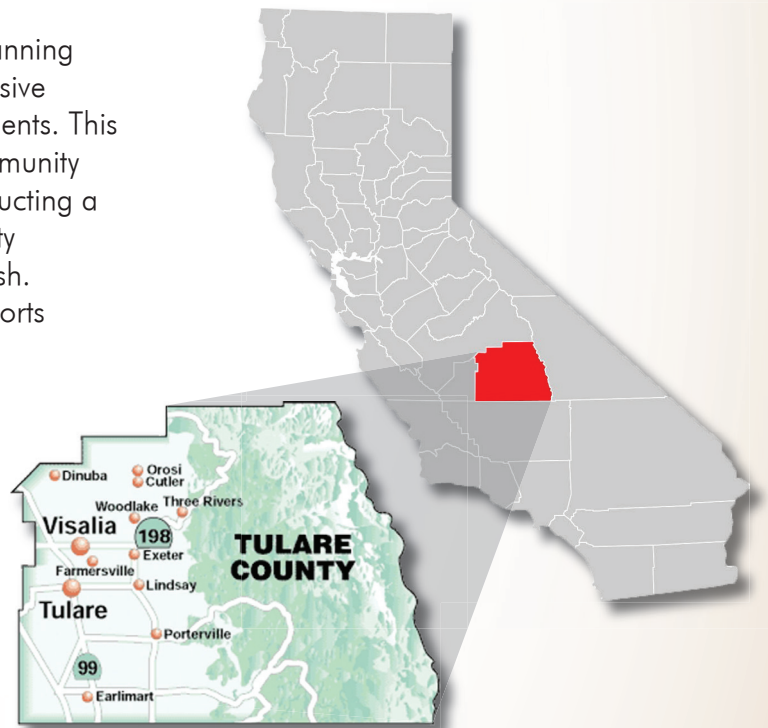 sive
ents. This
munity
ucting a
ty
sh.
orts
Dinuba
Orosi
Cutler
Woodlake
Three Rivers
Visalia
198
Exeter
Farmersville
Lindsay
Tulare
Porterville
99
Earlimart
TULARE
COUNTY